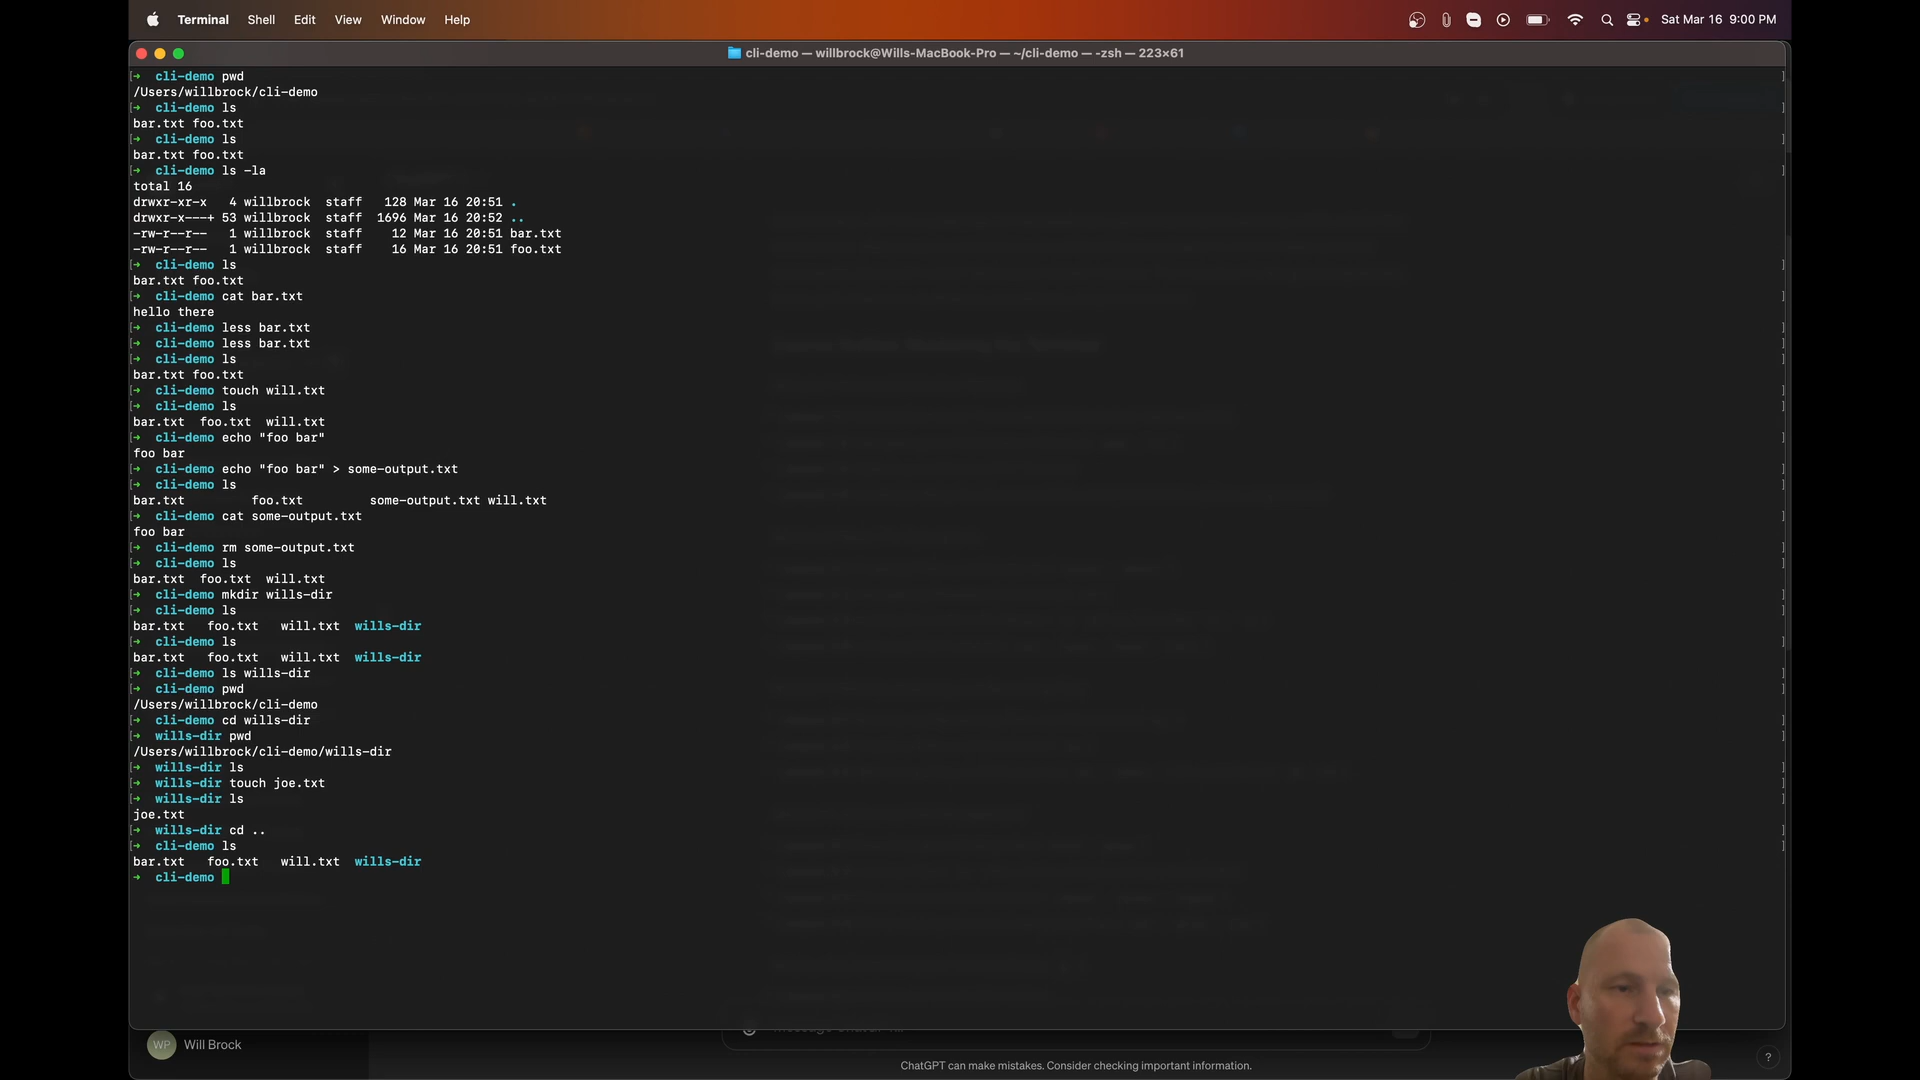 Terminal Shell Edit View Window Help Sat Mar 16 9:00 PM
cli-demo — willbrock@Wills-MacBook-Pro — ~/cli-demo — -zsh — 223×61
[➜ cli-demo pwd ]
/Users/willbrock/cli-demo
[➜ cli-demo ls ]
bar.txt foo.txt
[➜ cli-demo ls ]
bar.txt foo.txt
[➜ cli-demo ls -la ]
total 16
drwxr-xr-x 4 willbrock staff 128 Mar 16 20:51 .
drwxr-x---+ 53 willbrock staff 1696 Mar 16 20:52 ..
-rw-r--r-- 1 willbrock staff 12 Mar 16 20:51 bar.txt
-rw-r--r-- 1 willbrock staff 16 Mar 16 20:51 foo.txt
[➜ cli-demo ls ]
bar.txt foo.txt
[➜ cli-demo cat bar.txt ]
hello there
[➜ cli-demo less bar.txt ]
[➜ cli-demo less bar.txt ]
[➜ cli-demo ls ]
bar.txt foo.txt
[➜ cli-demo touch will.txt ]
[➜ cli-demo ls ]
bar.txt foo.txt will.txt
[➜ cli-demo echo "foo bar" ]
foo bar
[➜ cli-demo echo "foo bar" > some-output.txt ]
[➜ cli-demo ls ]
bar.txt foo.txt some-output.txt will.txt
[➜ cli-demo cat some-output.txt ]
foo bar
[➜ cli-demo rm some-output.txt ]
[➜ cli-demo ls ]
bar.txt foo.txt will.txt
[➜ cli-demo mkdir wills-dir ]
[➜ cli-demo ls ]
bar.txt foo.txt will.txt wills-dir
[➜ cli-demo ls ]
bar.txt foo.txt will.txt wills-dir
[➜ cli-demo ls wills-dir ]
[➜ cli-demo pwd ]
/Users/willbrock/cli-demo
[➜ cli-demo cd wills-dir ]
[➜ wills-dir pwd ]
/Users/willbrock/cli-demo/wills-dir
[➜ wills-dir ls ]
[➜ wills-dir touch joe.txt ]
[➜ wills-dir ls ]
joe.txt
[➜ wills-dir cd .. ]
[➜ cli-demo ls ]
bar.txt foo.txt will.txt wills-dir
➜ cli-demo
WP Will Brock
ChatGPT can make mistakes. Consider checking important information.
?